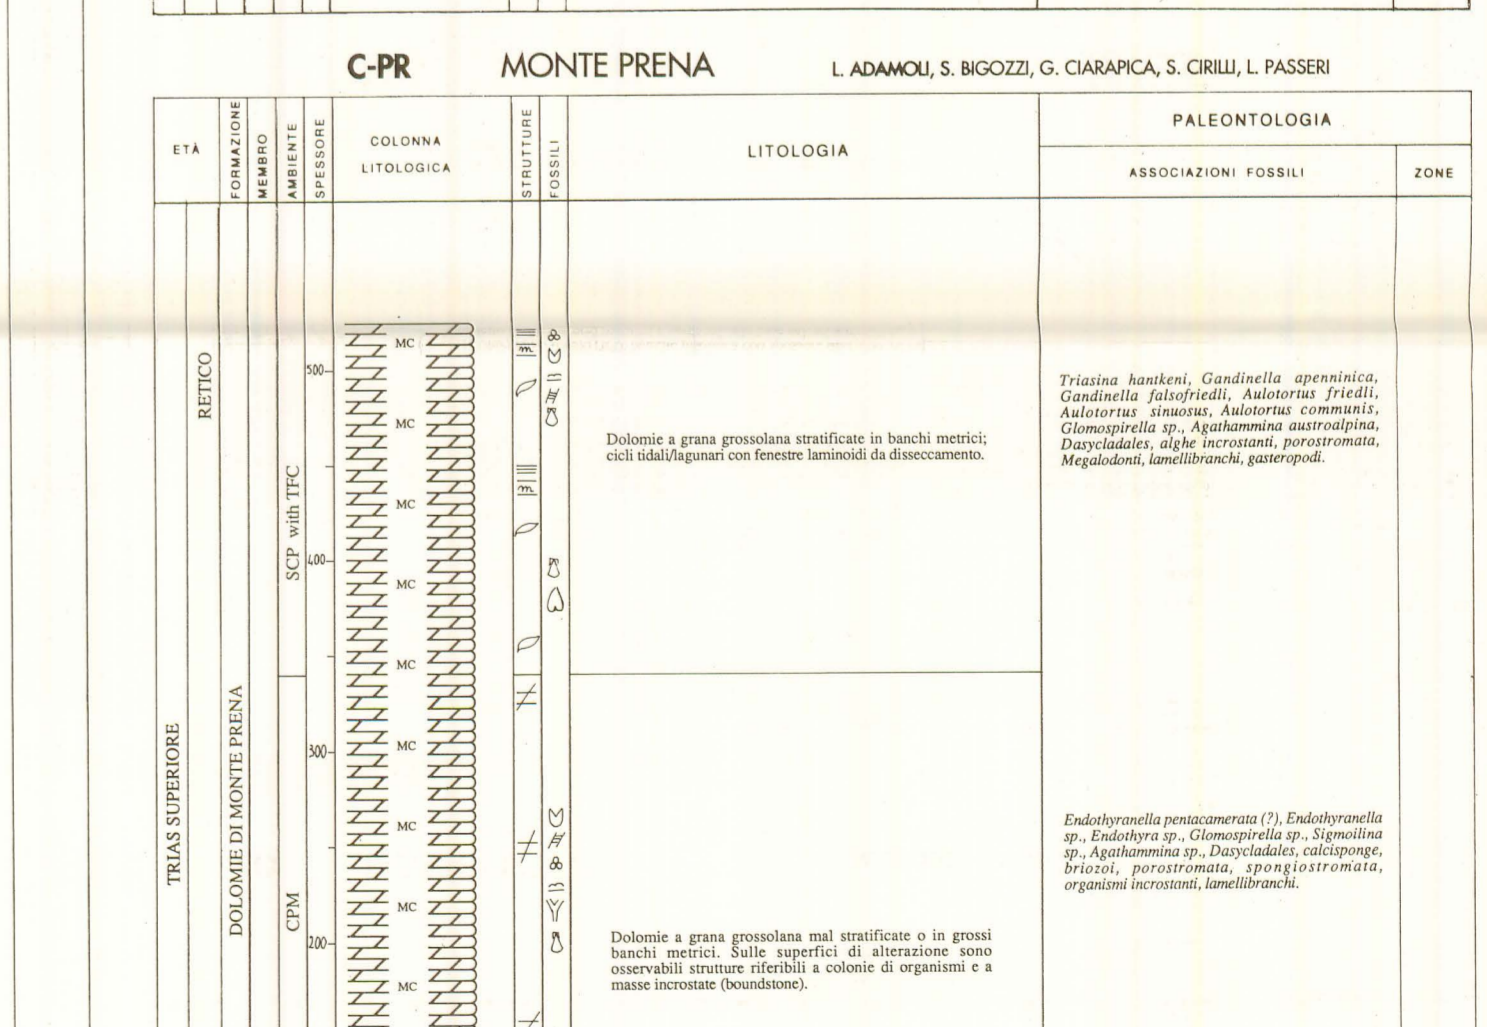 C-PR MONTE PRENA L. ADAMOLI, S. BIGOZZI, G. CIARAPICA, S. CIRILLI, L. PASSERI
ETÀ
FORMAZIONE
MEMBRO
AMBIENTE
SPESSORE
COLONNA
LITOLOGICA
STRUTTURE
FOSSILI
LITOLOGIA
PALEONTOLOGIA
ASSOCIAZIONI FOSSILI
ZONE
TRIAS SUPERIORE
RETICO
DOLOMIE DI MONTE PRENA
SCP with TFC
CPM
500
400
300
200
MC
MC
MC
MC
MC
MC
MC
MC
MC
m
m
Dolomie a grana grossolana stratificate in banchi metrici;
cicli tidali/lagunari con fenestre laminoidi da disseccamento.
Triasina hantkeni, Gandinella apenninica,
Gandinella falsofriedli, Aulotortus friedli,
Aulotortus sinuosus, Aulotortus communis,
Glomospirella sp., Agathammina austroalpina,
Dasycladales, alghe incrostanti, porostromata,
Megalodonti, lamellibranchi, gasteropodi.
Endothyranella pentacamerata (?), Endothyranella
sp., Endothyra sp., Glomospirella sp., Sigmoilina
sp., Agathammina sp., Dasycladales, calcisponge,
briozoi, porostromata, spongiostromata,
organismi incrostanti, lamellibranchi.
Dolomie a grana grossolana mal stratificate o in grossi
banchi metrici. Sulle superfici di alterazione sono
osservabili strutture riferibili a colonie di organismi e a
masse incrostate (boundstone).